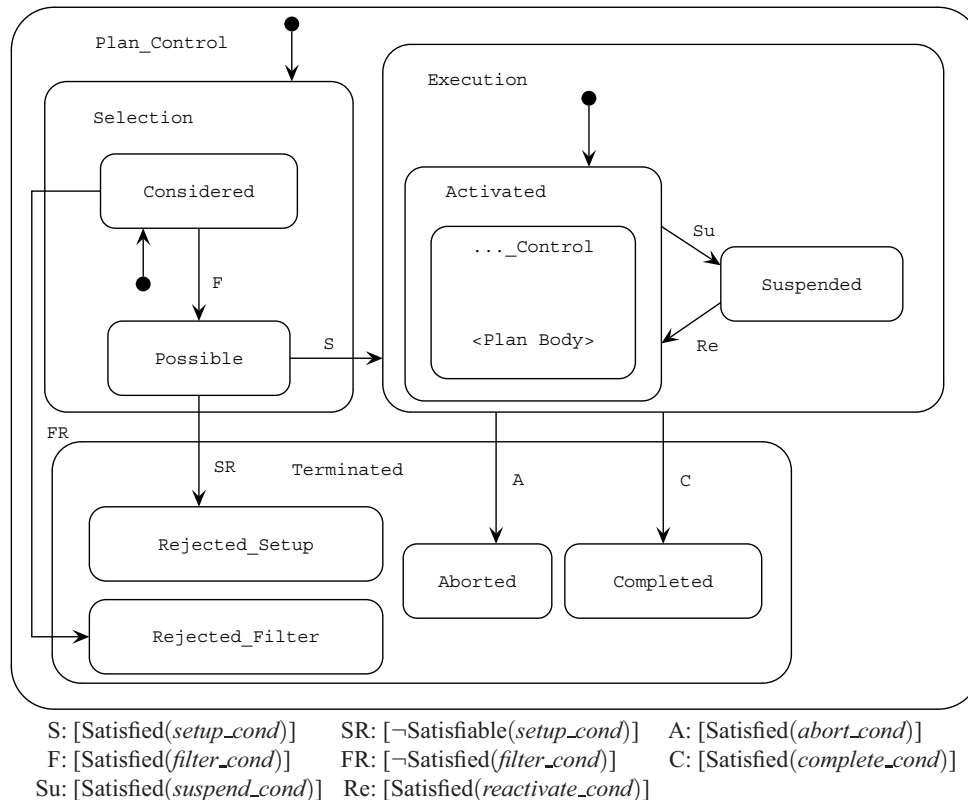 Plan_Control
Execution
Selection
Considered
Activated
..._Control
Su
Suspended
F
Possible
S
<Plan Body>
Re
FR
SR
Terminated
A
C
Rejected_Setup
Aborted
Completed
Rejected_Filter
S: [Satisfied(setup_cond)] SR: [¬Satisfiable(setup_cond)] A: [Satisfied(abort_cond)]
F: [Satisfied(filter_cond)] FR: [¬Satisfied(filter_cond)] C: [Satisfied(complete_cond)]
Su: [Satisfied(suspend_cond)] Re: [Satisfied(reactivate_cond)]